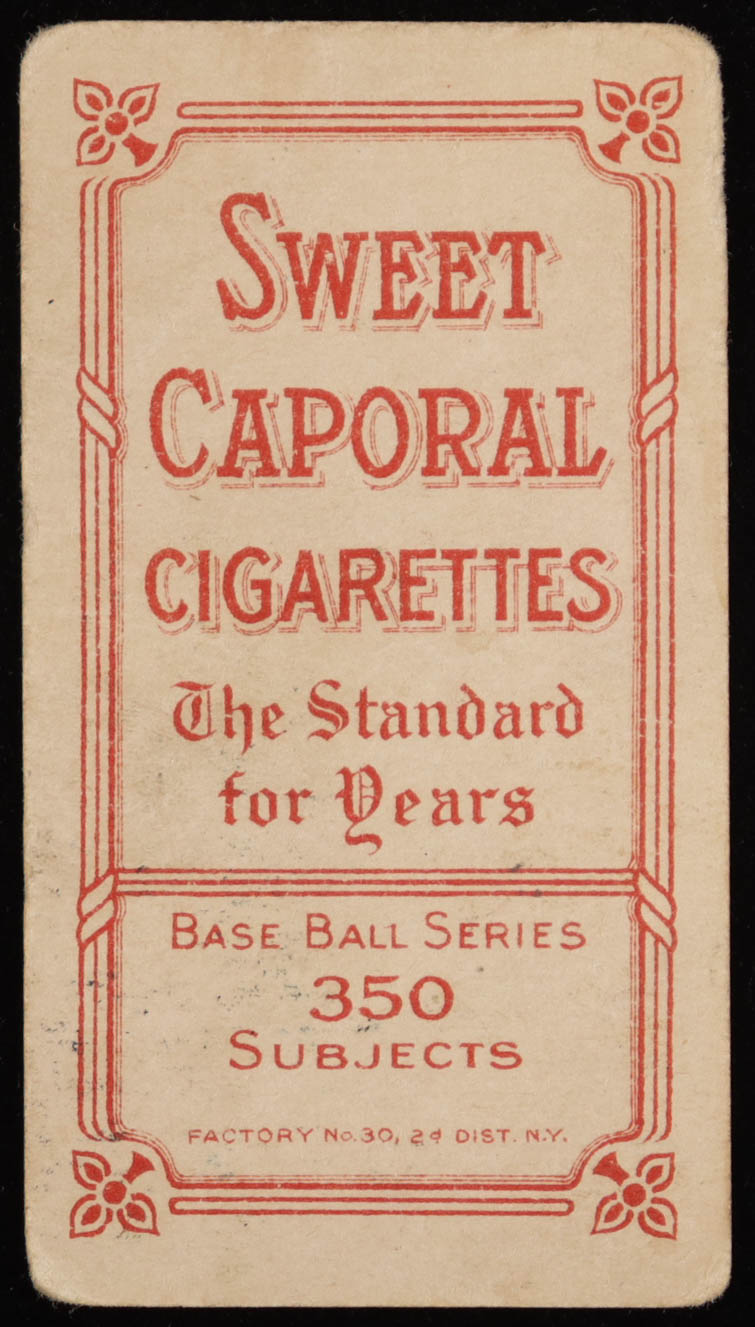 SWEET
CAPORAL
CIGARETTES
The Standard
for Years
BASE BALL SERIES
350
SUBJECTS
FACTORY No. 30, 2d DIST. N.Y.